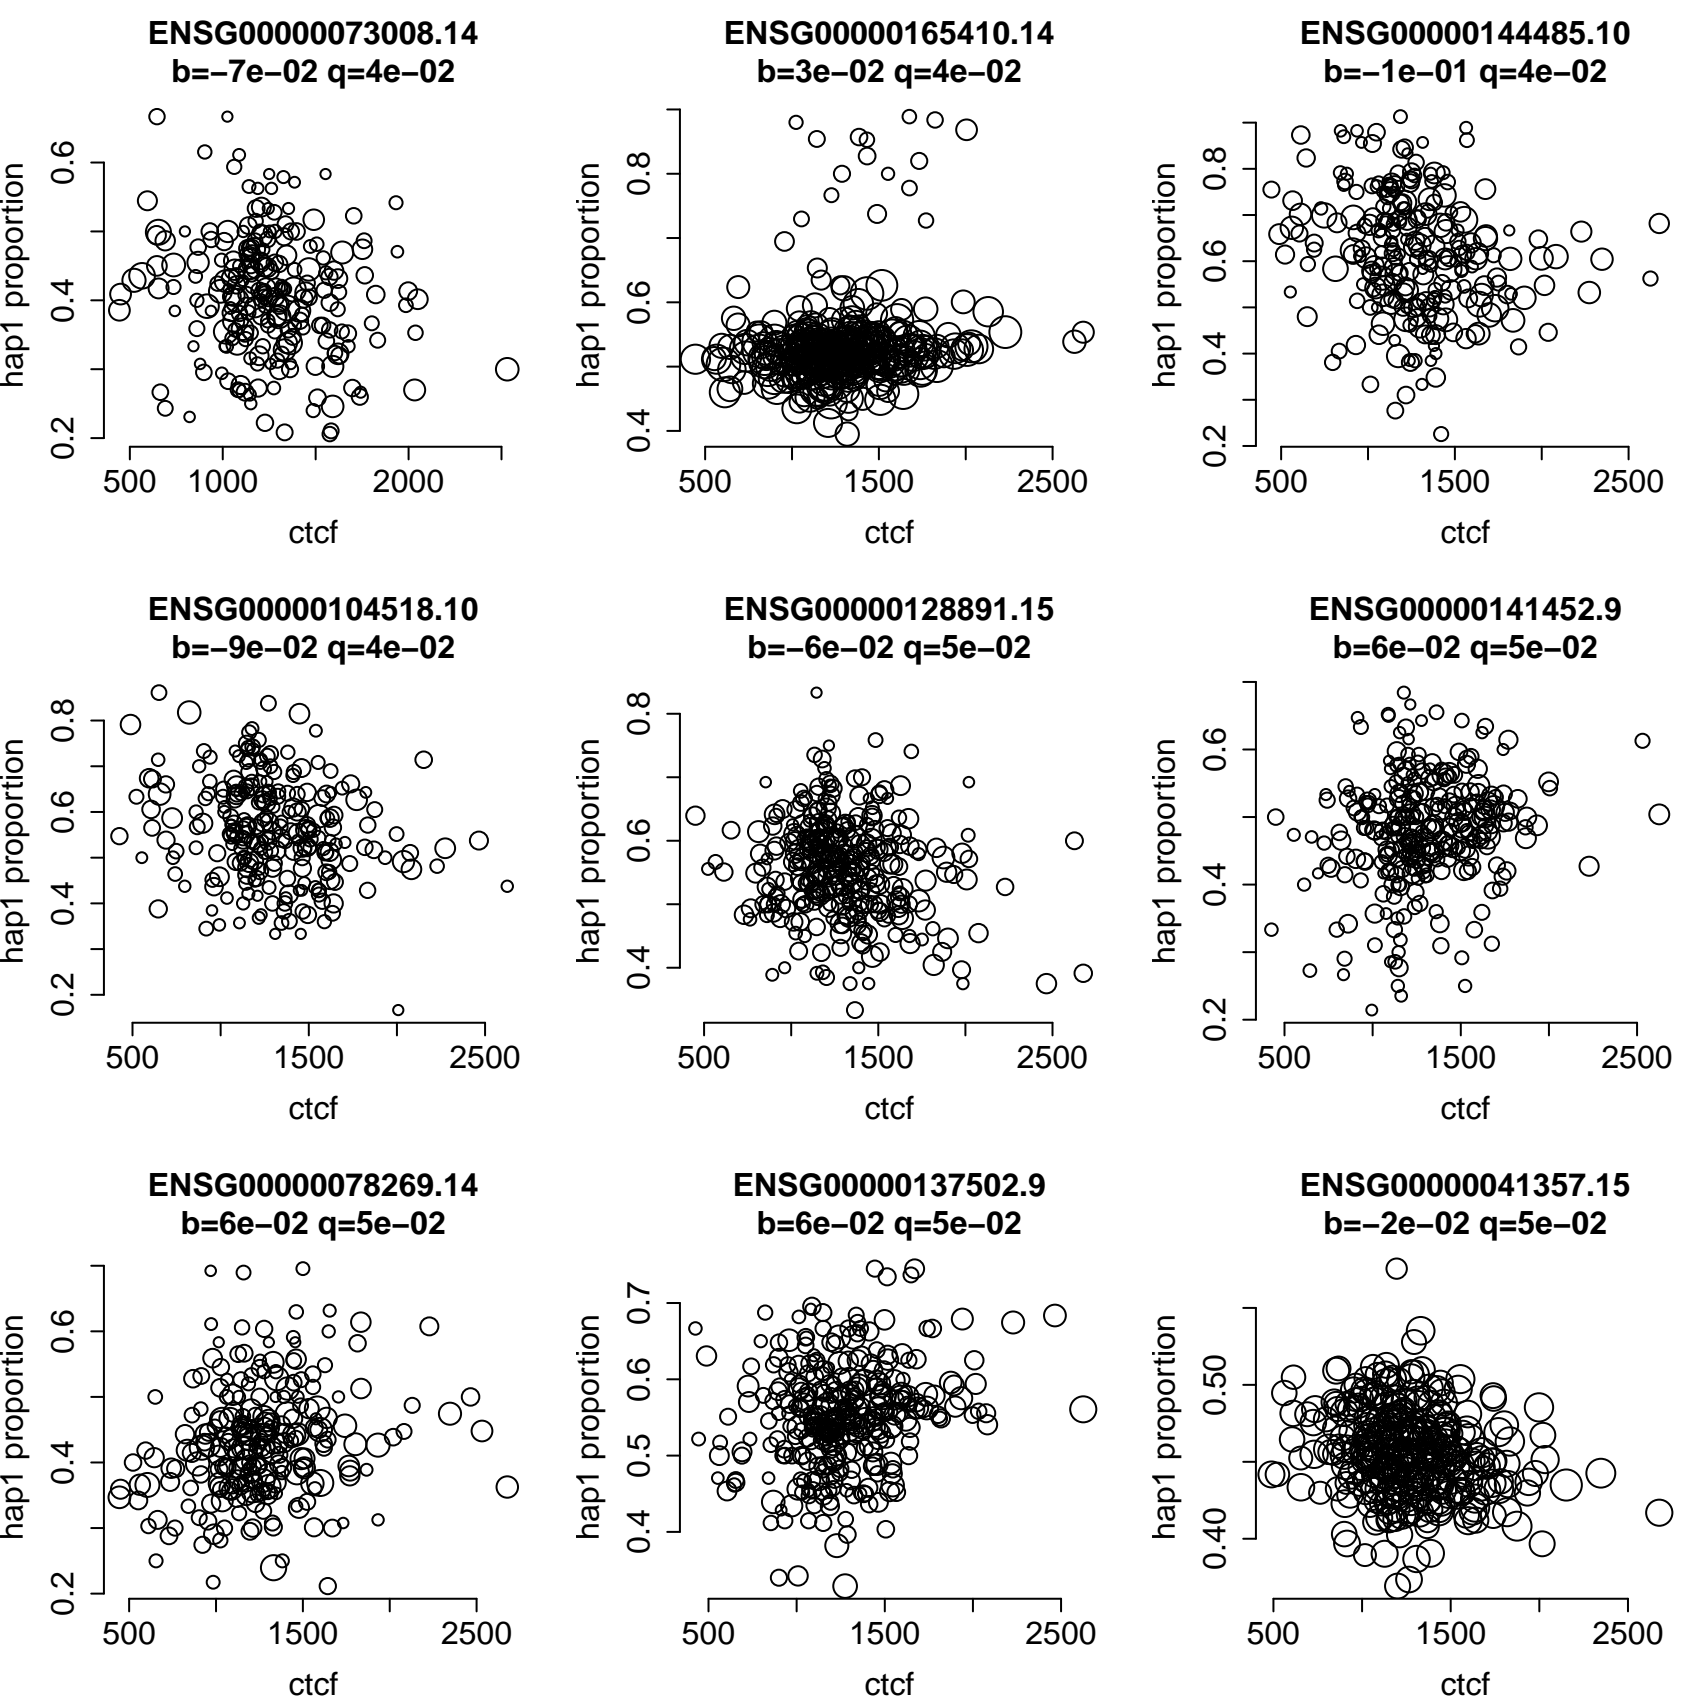 ENSG00000073008.14
b=−7e−02 q=4e−02
hap1 proportion
0.6
0.4
0.2
500 1000 2000
ctcf
ENSG00000165410.14
b=3e−02 q=4e−02
hap1 proportion
0.8
0.6
0.4
500 1500 2500
ctcf
ENSG00000144485.10
b=−1e−01 q=4e−02
hap1 proportion
0.8
0.6
0.4
0.2
500 1500 2500
ctcf
ENSG00000104518.10
b=−9e−02 q=4e−02
hap1 proportion
0.8
0.6
0.4
0.2
500 1500 2500
ctcf
ENSG00000128891.15
b=−6e−02 q=5e−02
hap1 proportion
0.8
0.6
0.4
500 1500 2500
ctcf
ENSG00000141452.9
b=6e−02 q=5e−02
hap1 proportion
0.6
0.4
0.2
500 1500 2500
ctcf
ENSG00000078269.14
b=6e−02 q=5e−02
hap1 proportion
0.6
0.4
0.2
500 1500 2500
ctcf
ENSG00000137502.9
b=6e−02 q=5e−02
hap1 proportion
0.7
0.6
0.5
0.4
500 1500 2500
ctcf
ENSG00000041357.15
b=−2e−02 q=5e−02
hap1 proportion
0.50
0.40
500 1500 2500
ctcf